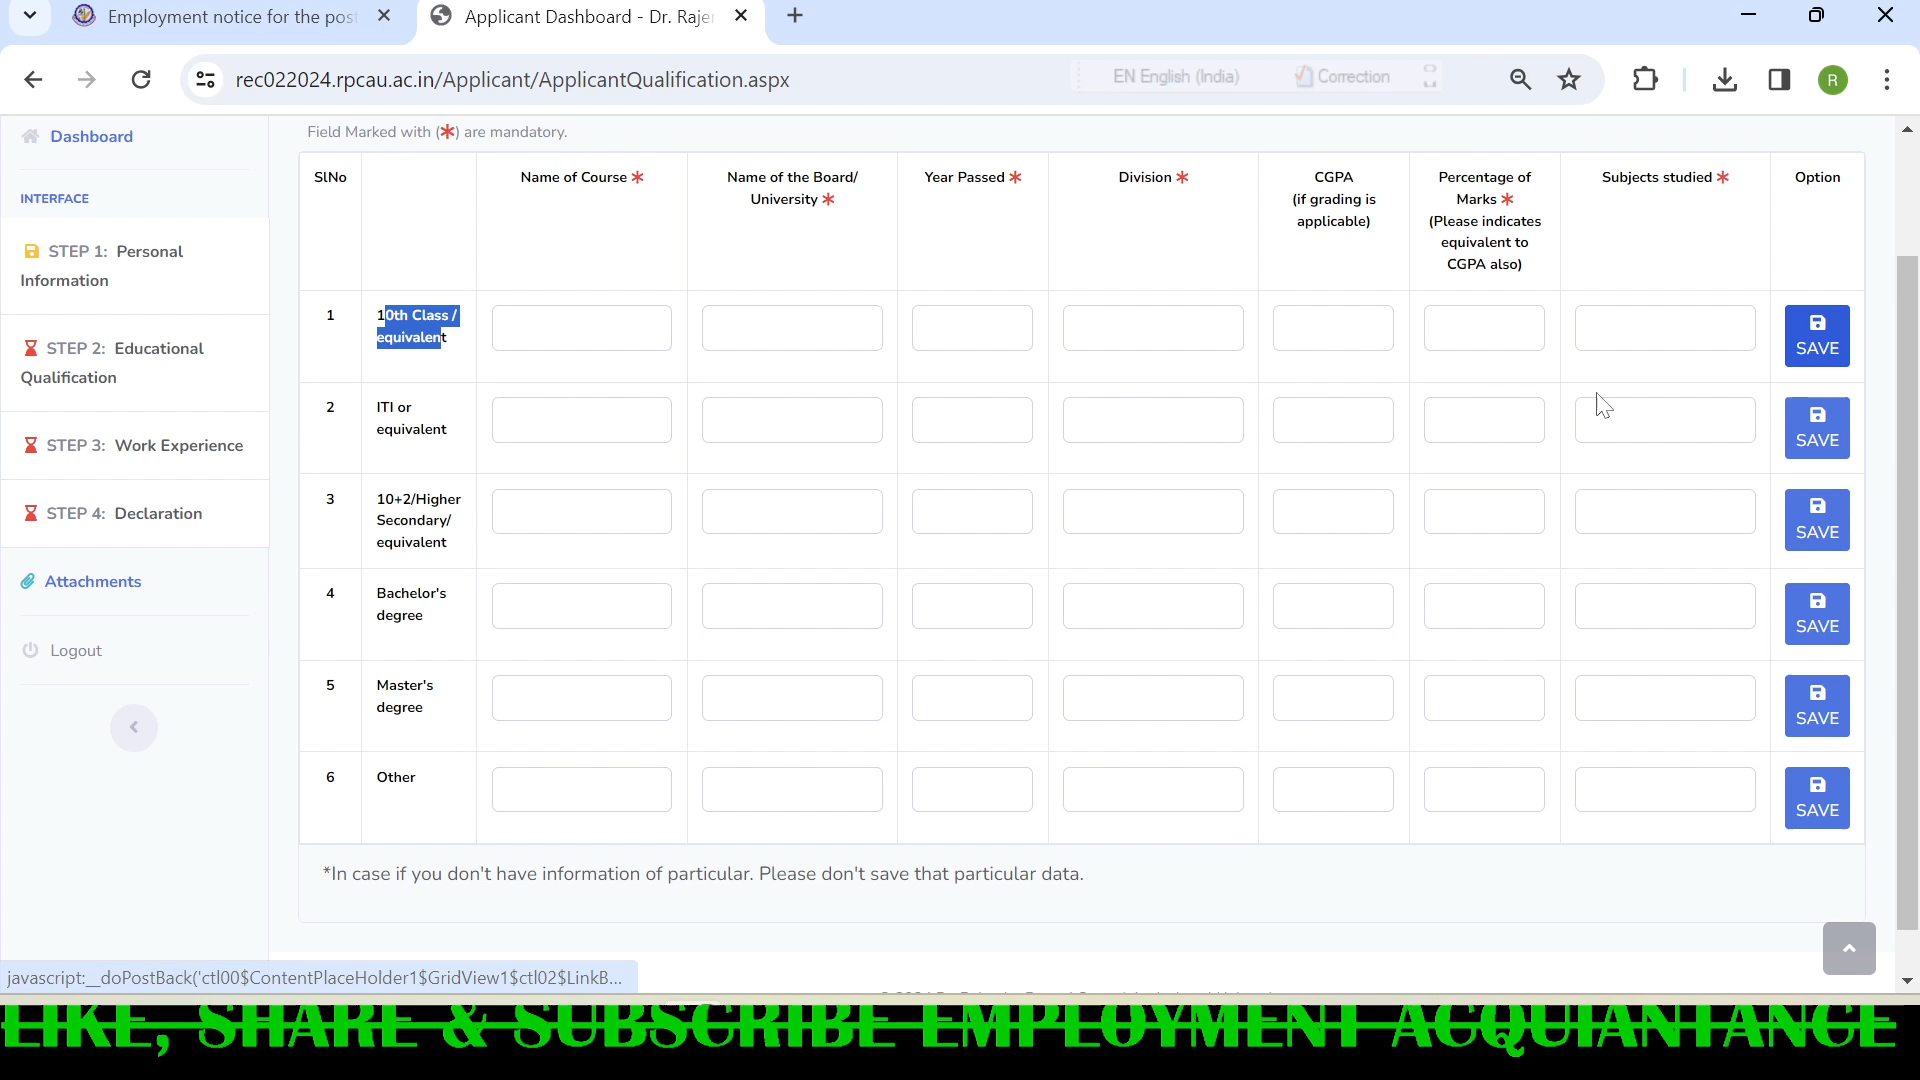 Employment notice for the post
Applicant Dashboard - Dr. Rajer
rec022024.rpcau.ac.in/Applicant/ApplicantQualification.aspx
EN English (India)
Correction
R
Dashboard
INTERFACE
STEP 1: Personal
Information
STEP 2: Educational
Qualification
STEP 3: Work Experience
STEP 4: Declaration
Attachments
Logout
Field Marked with (*) are mandatory.
SlNo
Name of Course *
Name of the Board/
University *
Year Passed *
Division *
CGPA
(if grading is
applicable)
Percentage of
Marks *
(Please indicates
equivalent to
CGPA also)
Subjects studied *
Option
1
10th Class /
equivalent
SAVE
2
ITI or
equivalent
SAVE
3
10+2/Higher
Secondary/
equivalent
SAVE
4
Bachelor's
degree
SAVE
5
Master's
degree
SAVE
6
Other
SAVE
*In case if you don't have information of particular. Please don't save that particular data.
javascript:__doPostBack('ctl00$ContentPlaceHolder1$GridView1$ctl02$LinkB...
LIKE, SHARE & SUBSCRIBE EMPLOYMENT ACQUIANTANCE